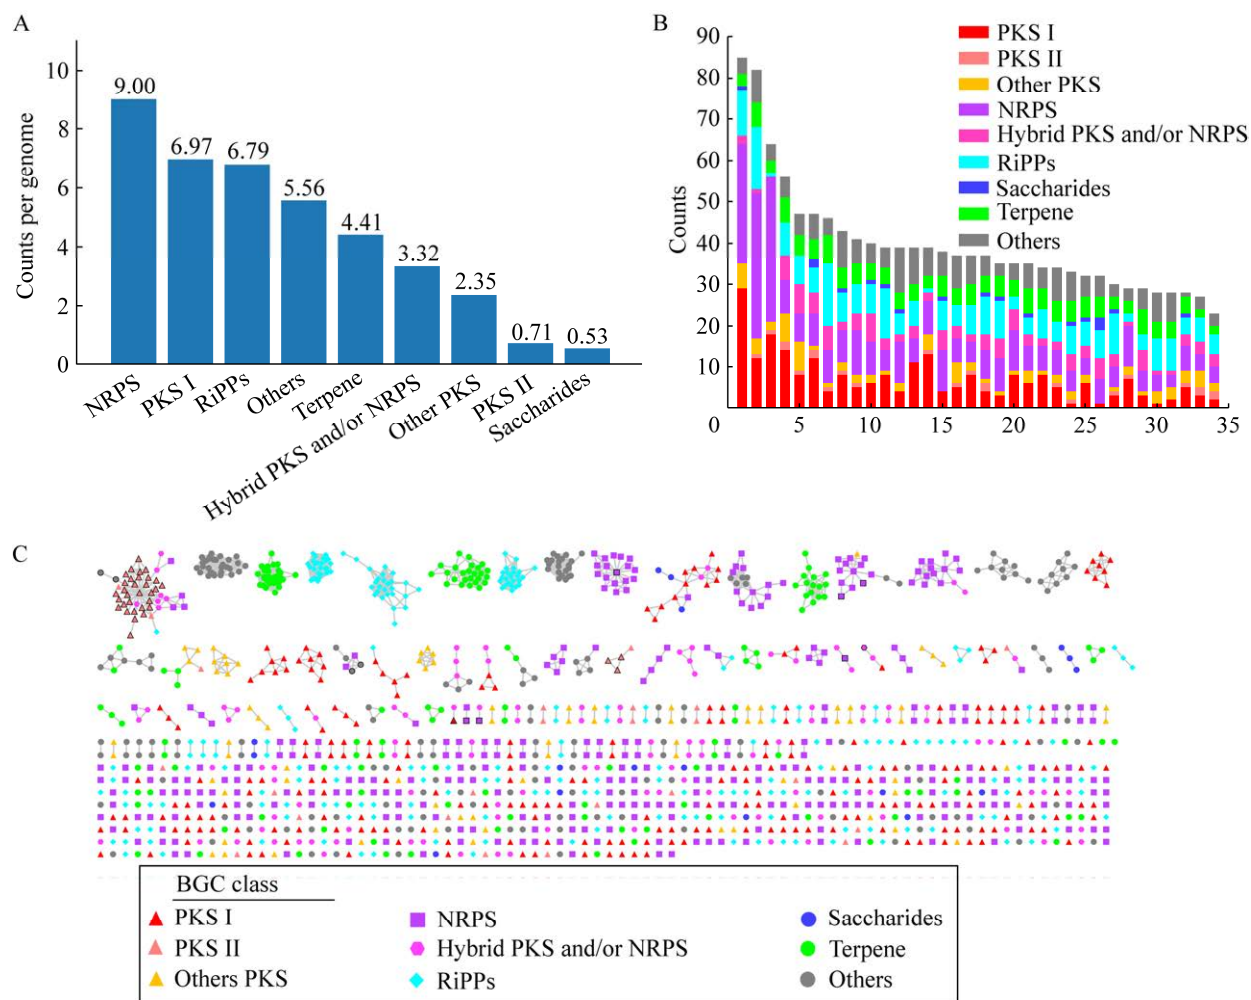 A
10
8
6
4
2
0
Counts per genome
9.00
6.97
6.79
5.56
4.41
3.32
2.35
0.71
0.53
NRPS
PKS I
RiPPs
Others
Terpene
Hybrid PKS and/or NRPS
Other PKS
PKS II
Saccharides
B
90
80
70
60
50
40
30
20
10
0
Counts
5
10
15
20
25
30
35
PKS I
PKS II
Other PKS
NRPS
Hybrid PKS and/or NRPS
RiPPs
Saccharides
Terpene
Others
C
BGC class
PKS I
PKS II
Others PKS
NRPS
Hybrid PKS and/or NRPS
RiPPs
Saccharides
Terpene
Others